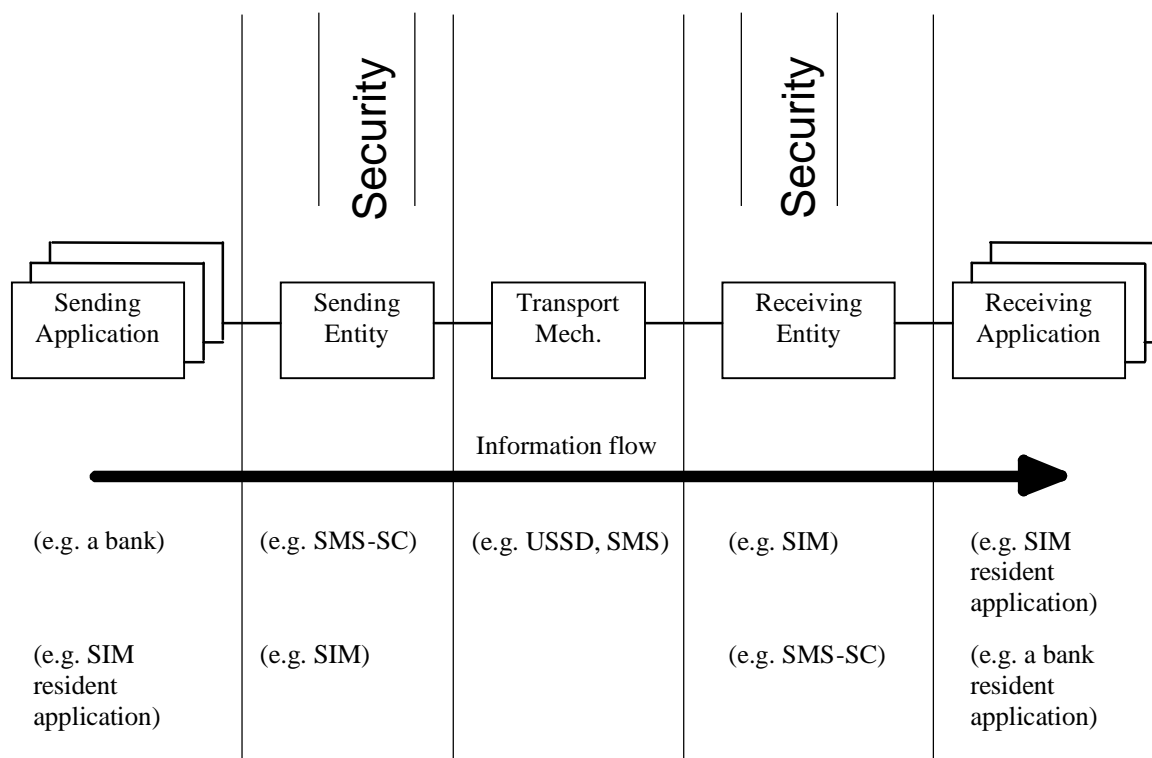 Security
Security
Sending
Application
Sending
Entity
Transport
Mech.
Receiving
Entity
Receiving
Application
Information flow
(e.g. a bank)
(e.g. SMS-SC)
(e.g. USSD, SMS)
(e.g. SIM)
(e.g. SIM
resident
application)
(e.g. SIM
resident
application)
(e.g. SIM)
(e.g. SMS-SC)
(e.g. a bank
resident
application)